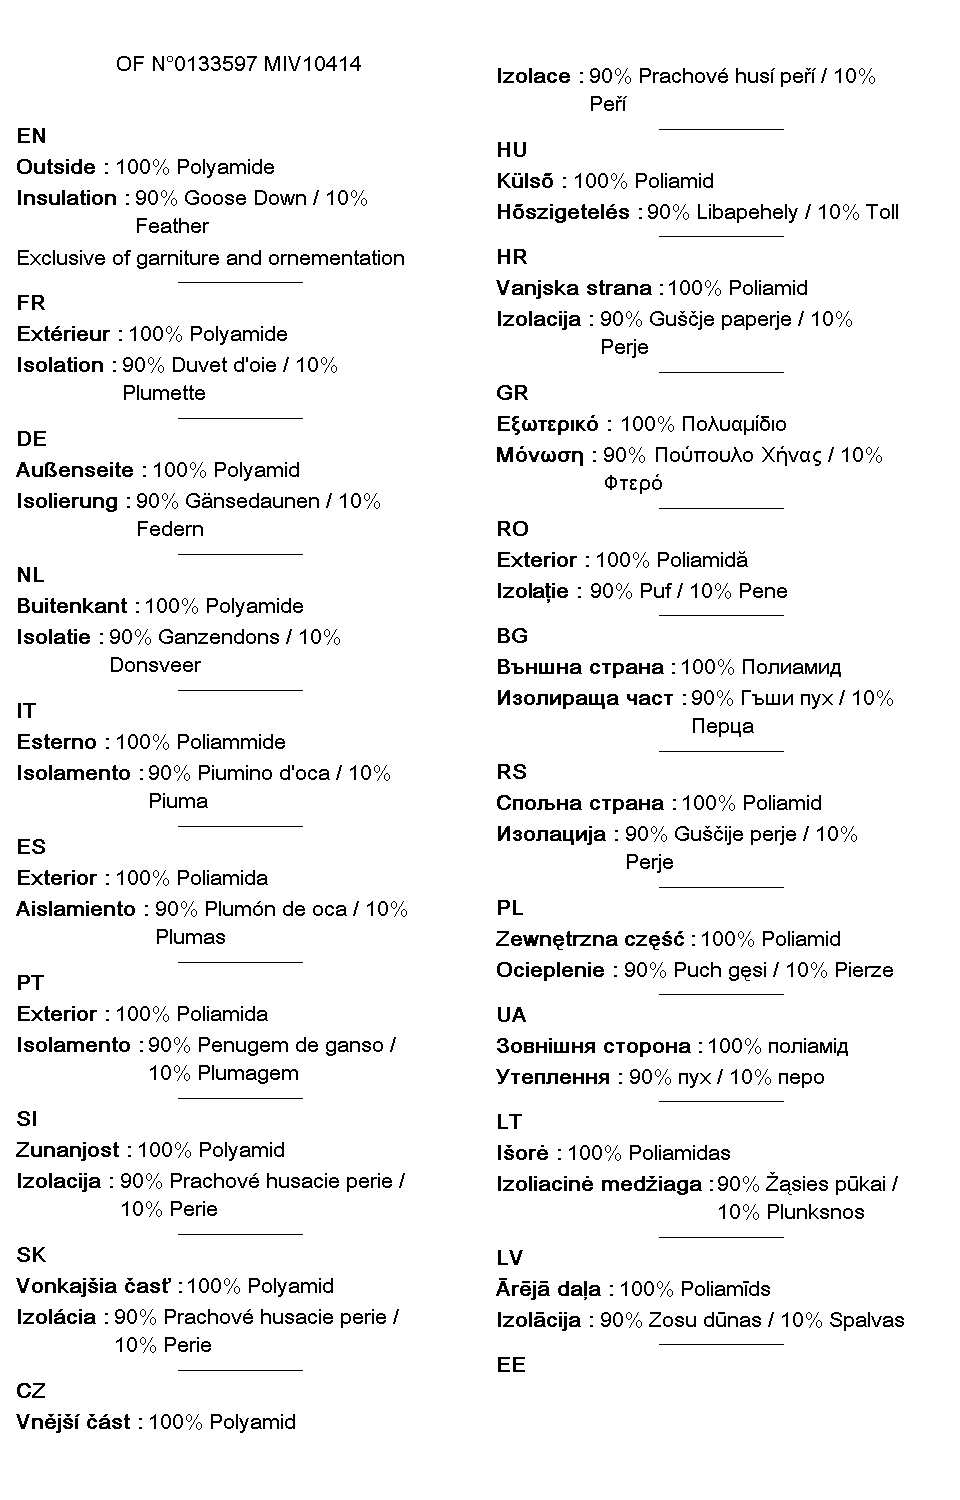 OF N°0133597 MIV10414
EN
Outside : 100% Polyamide
Insulation : 90% Goose Down / 10%
Feather
Exclusive of garniture and ornementation
FR
Extérieur : 100% Polyamide
Isolation : 90% Duvet d'oie / 10%
Plumette
DE
Außenseite : 100% Polyamid
Isolierung : 90% Gänsedaunen / 10%
Federn
NL
Buitenkant : 100% Polyamide
Isolatie : 90% Ganzendons / 10%
Donsveer
IT
Esterno : 100% Poliammide
Isolamento : 90% Piumino d'oca / 10%
Piuma
ES
Exterior : 100% Poliamida
Aislamiento : 90% Plumón de oca / 10%
Plumas
PT
Exterior : 100% Poliamida
Isolamento : 90% Penugem de ganso /
10% Plumagem
SI
Zunanjost : 100% Polyamid
Izolacija : 90% Prachové husacie perie /
10% Perie
SK
Vonkajšia časť : 100% Polyamid
Izolácia : 90% Prachové husacie perie /
10% Perie
CZ
Vnější část : 100% Polyamid
Izolace : 90% Prachové husí peří / 10%
Peří
HU
Külső : 100% Poliamid
Hőszigetelés : 90% Libapehely / 10% Toll
HR
Vanjska strana : 100% Poliamid
Izolacija : 90% Guščje paperje / 10%
Perje
GR
Εξωτερικό : 100% Πολυαμίδιο
Μόνωση : 90% Πούπουλο Χήνας / 10%
Φτερό
RO
Exterior : 100% Poliamidă
Izolaţie : 90% Puf / 10% Pene
BG
Външна страна : 100% Полиамид
Изолираща част : 90% Гъши пух / 10%
Перца
RS
Спољна страна : 100% Poliamid
Изолација : 90% Guščije perje / 10%
Perje
PL
Zewnętrzna część : 100% Poliamid
Ocieplenie : 90% Puch gęsi / 10% Pierze
UA
Зовнішня сторона : 100% поліамід
Утеплення : 90% пух / 10% перо
LT
Išorė : 100% Poliamidas
Izoliacinė medžiaga : 90% Žąsies pūkai /
10% Plunksnos
LV
Ārējā daļa : 100% Poliamīds
Izolācija : 90% Zosu dūnas / 10% Spalvas
EE